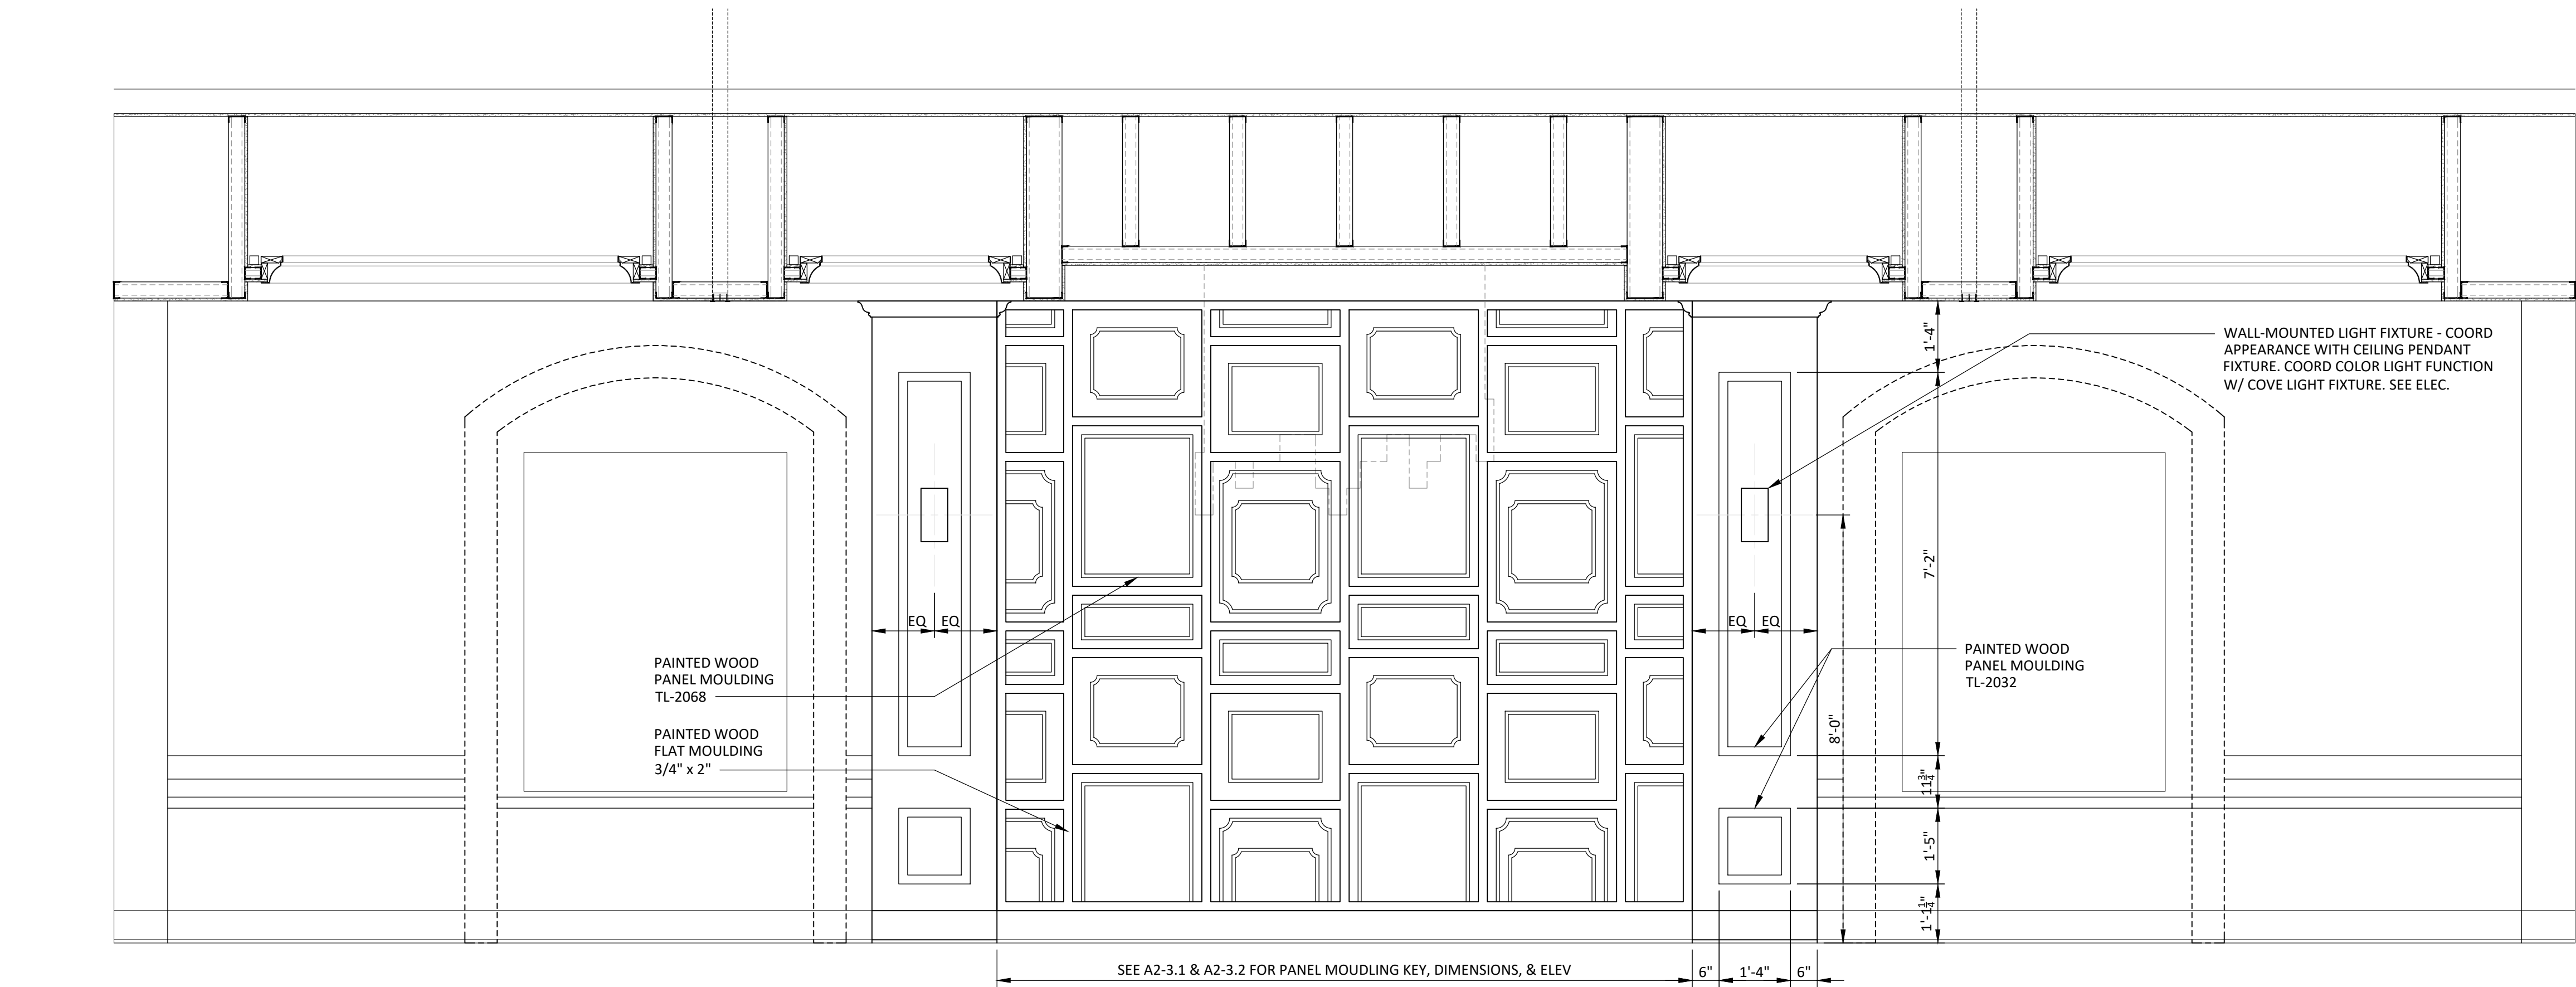 1'-4"
WALL-MOUNTED LIGHT FIXTURE - COORD
APPEARANCE WITH CEILING PENDANT
FIXTURE. COORD COLOR LIGHT FUNCTION
W/ COVE LIGHT FIXTURE. SEE ELEC.
7'-2"
EQ EQ
EQ EQ
PAINTED WOOD
PANEL MOULDING
TL-2068
PAINTED WOOD
PANEL MOULDING
TL-2032
PAINTED WOOD
FLAT MOULDING
3/4" x 2"
8'-0"
11 3/4"
1'-5"
1'-1 1/4"
SEE A2-3.1 & A2-3.2 FOR PANEL MOUDLING KEY, DIMENSIONS, & ELEV
6" 1'-4" 6"